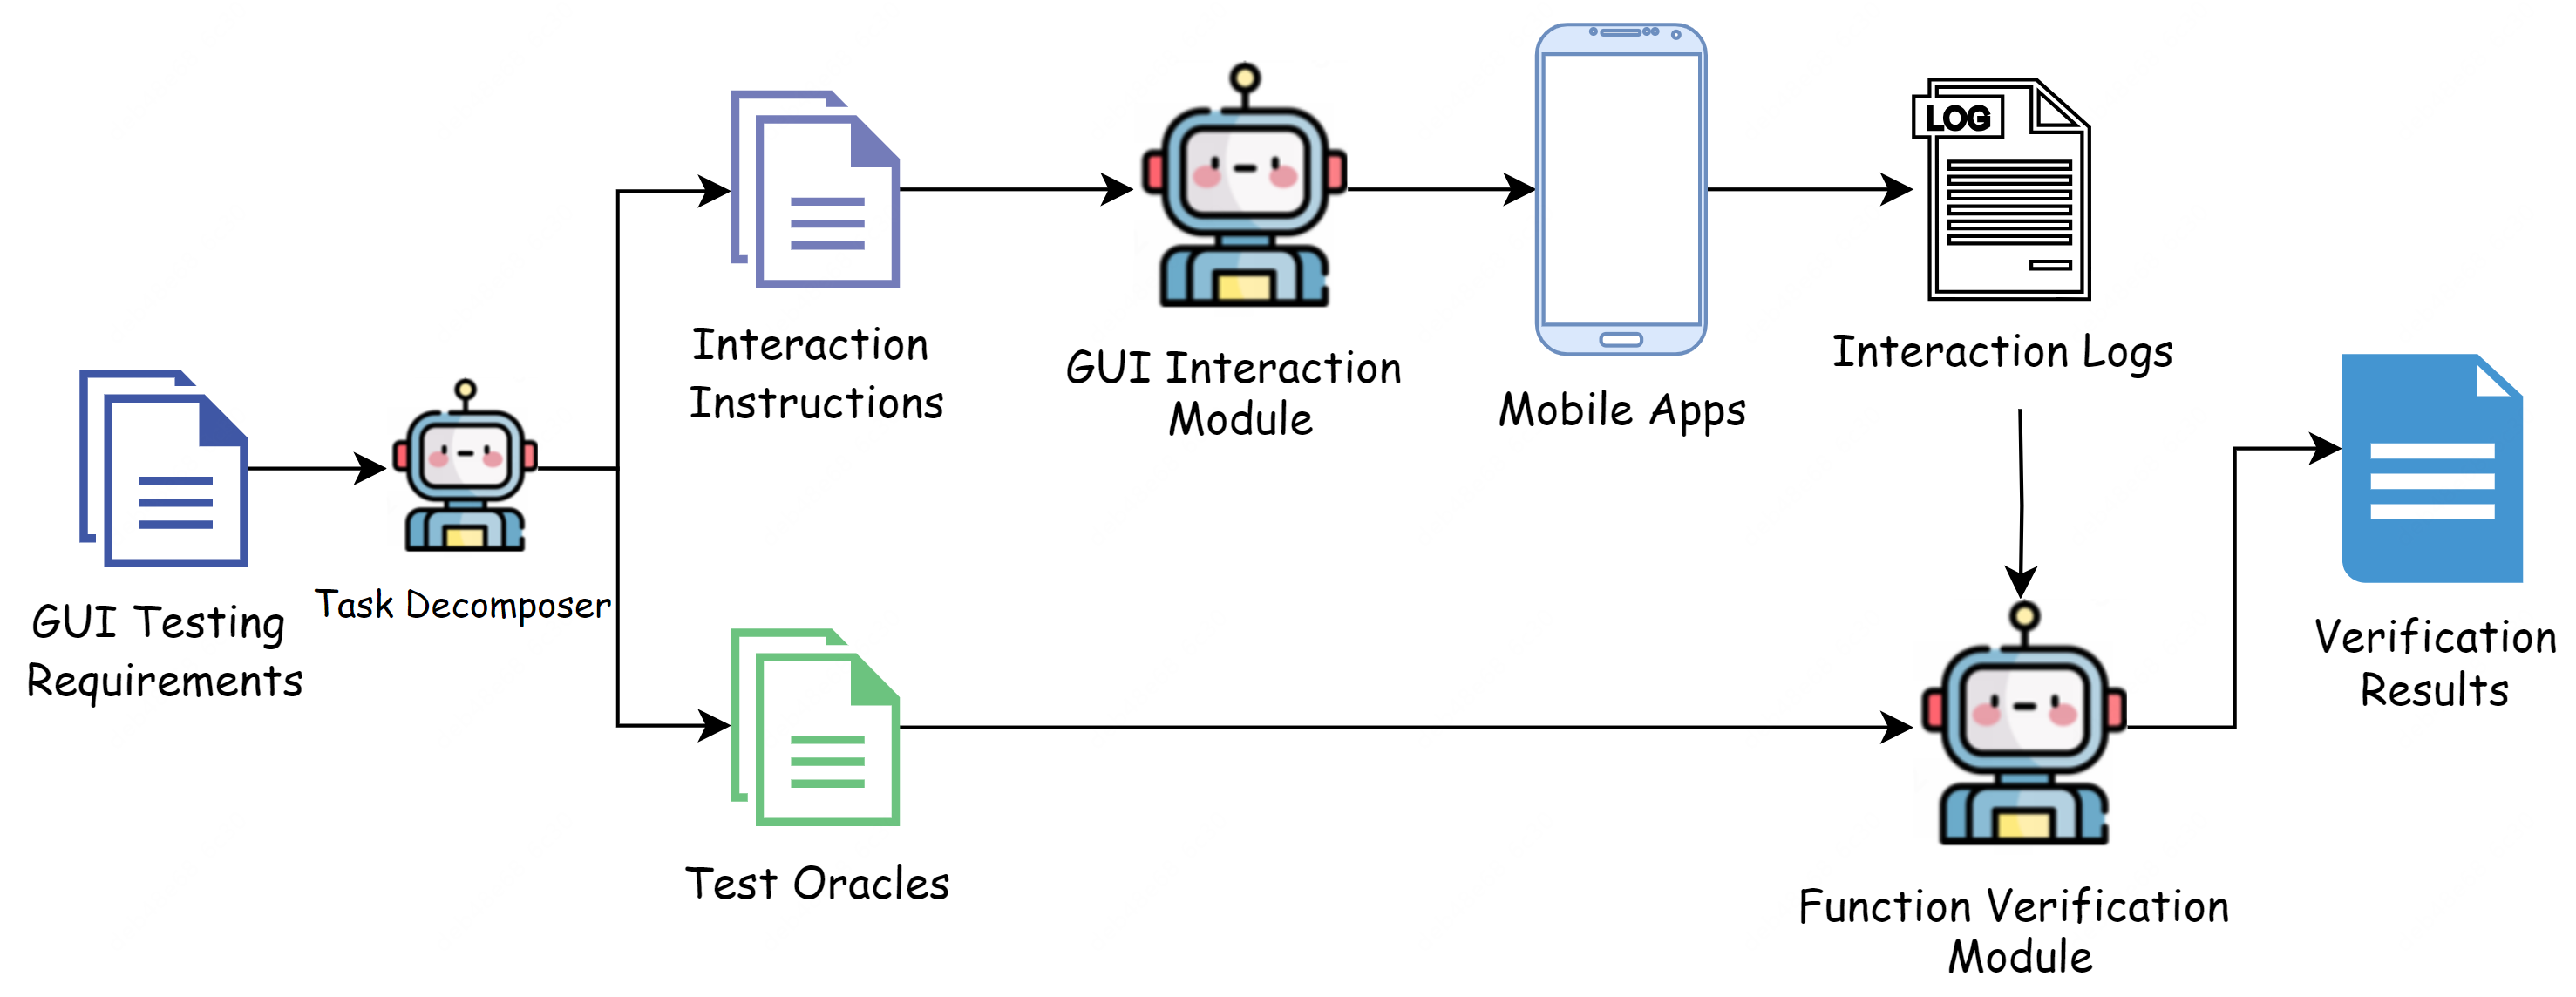 LOG
Interaction
Instructions
GUI Interaction
Module
Mobile Apps
Interaction Logs
GUI Testing
Requirements
Task Decomposer
Verification
Results
Test Oracles
Function Verification
Module